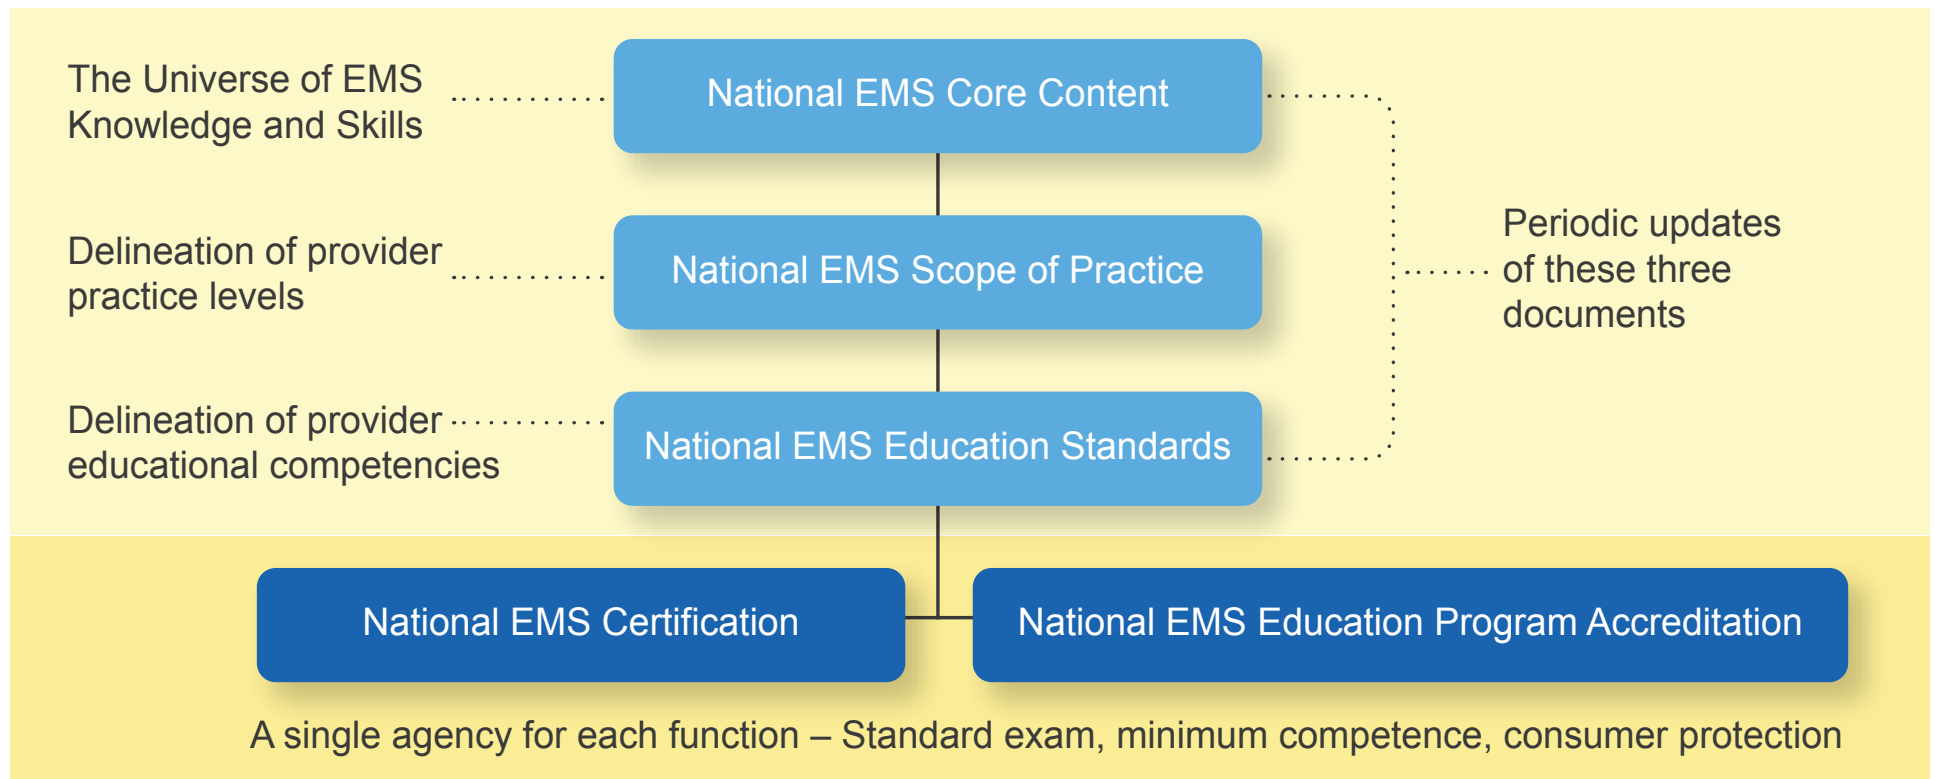 The Universe of EMS
Knowledge and Skills
National EMS Core Content
Delineation of provider
practice levels
National EMS Scope of Practice
Periodic updates
of these three
documents
Delineation of provider
educational competencies
National EMS Education Standards
National EMS Certification
National EMS Education Program Accreditation
A single agency for each function – Standard exam, minimum competence, consumer protection